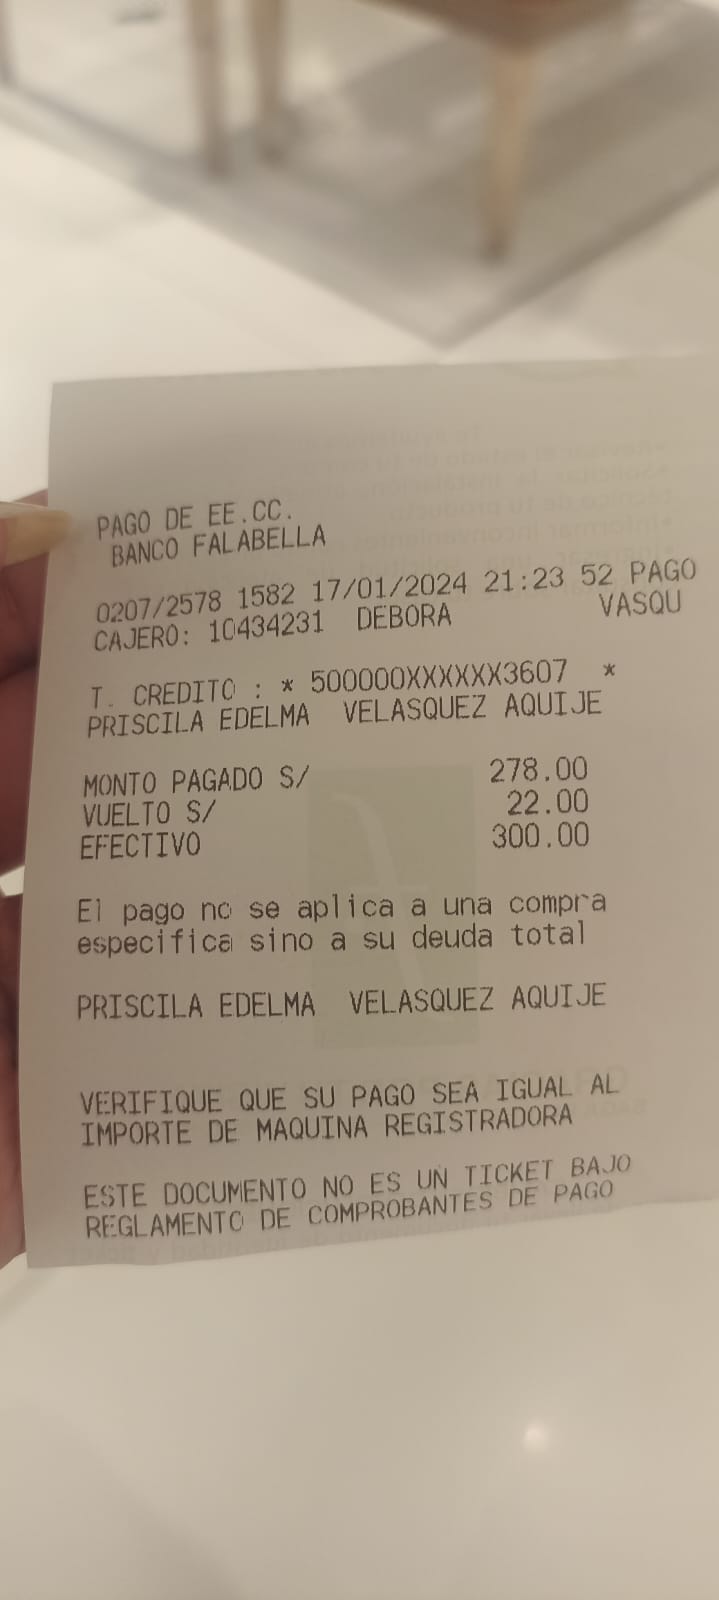 PAGO DE EE.CC.
BANCO FALABELLA
0207/2578 1582 17/01/2024 21:23 52 PAGO
CAJERO: 10434231 DEBORA VASQU
T. CREDITO : * 500000XXXXXX3607 *
PRISCILA EDELMA VELASQUEZ AQUIJE
MONTO PAGADO S/ 278.00
VUELTO S/ 22.00
EFECTIVO 300.00
El pago no se aplica a una compra
especifica sino a su deuda total
PRISCILA EDELMA VELASQUEZ AQUIJE
VERIFIQUE QUE SU PAGO SEA IGUAL AL
IMPORTE DE MAQUINA REGISTRADORA
ESTE DOCUMENTO NO ES UN TICKET BAJO
REGLAMENTO DE COMPROBANTES DE PAGO